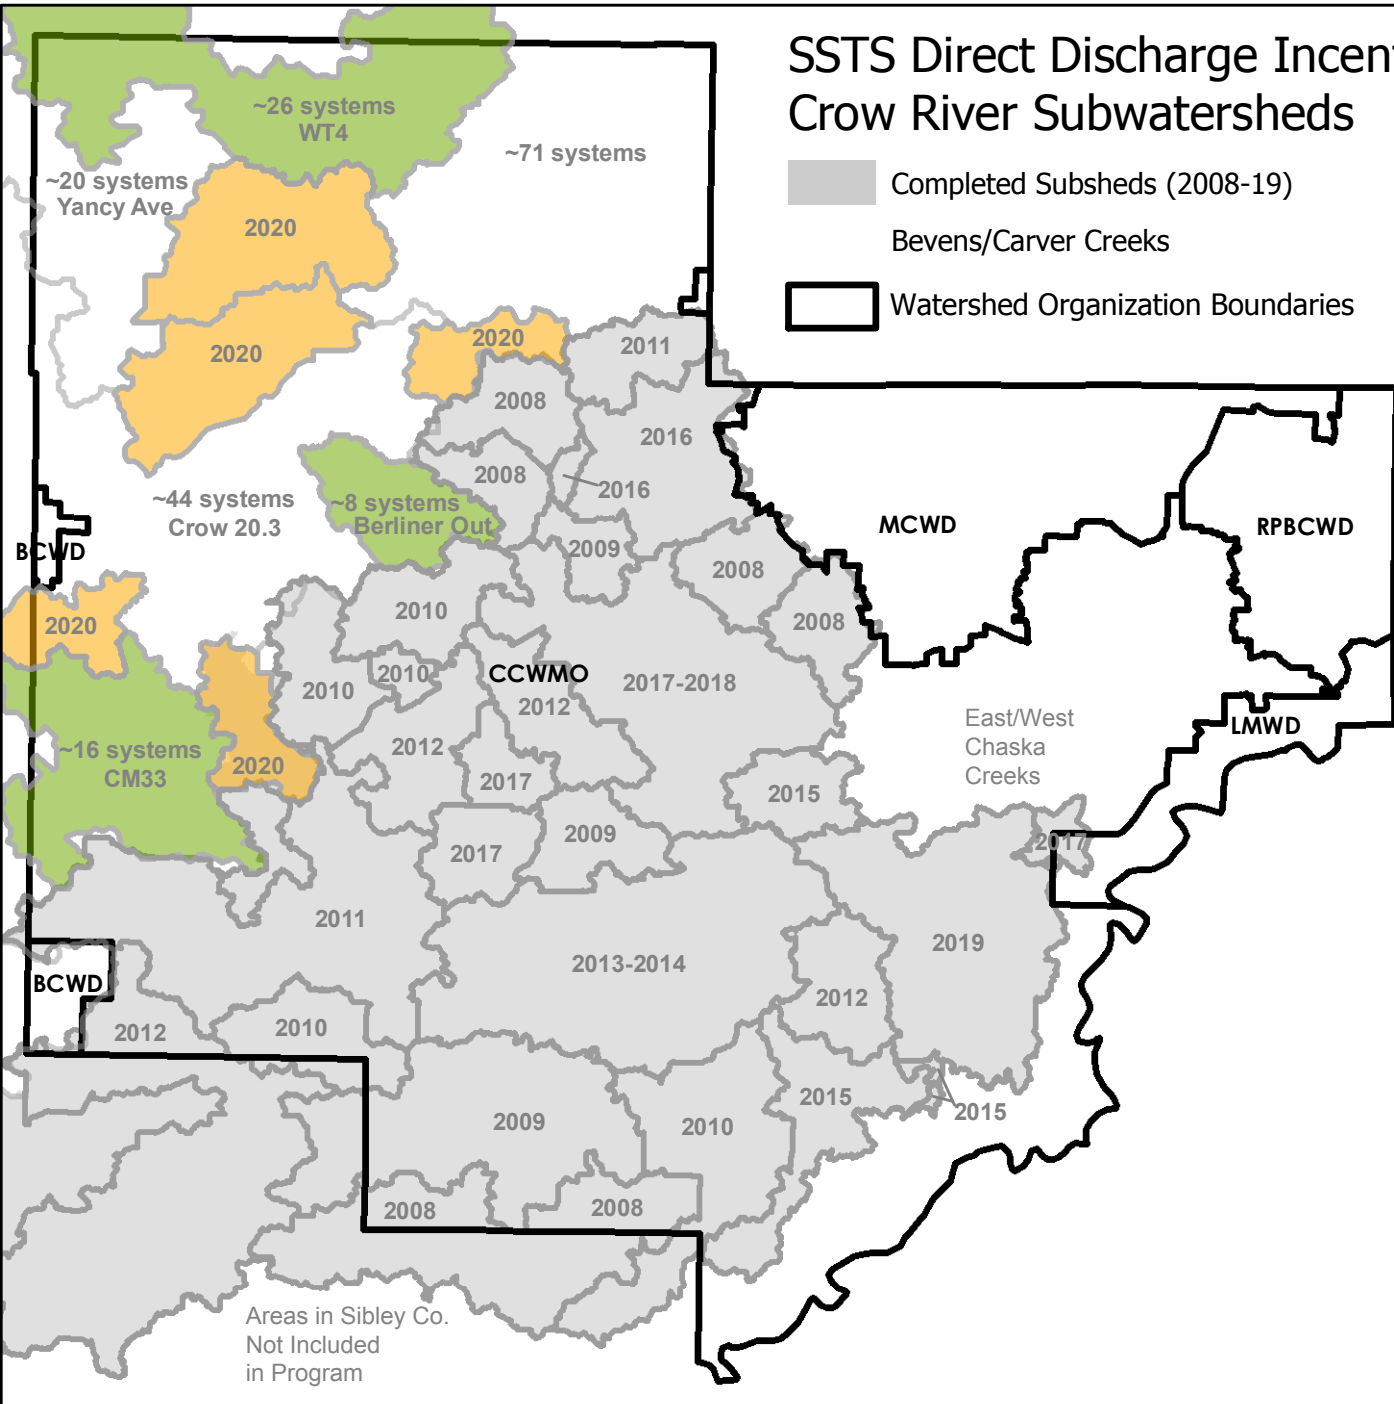 SSTS Direct Discharge Incen
Crow River Subwatersheds
Completed Subsheds (2008-19)
Bevens/Carver Creeks
Watershed Organization Boundaries
~26 systems
WT4
~71 systems
~20 systems
Yancy Ave
2020
2020
2020
2011
2008
2016
2008
2016
~44 systems
Crow 20.3
~8 systems
Berliner Out
MCWD
RPBCWD
BCWD
2009
2008
2010
2008
2020
2010
2010
CCWMO
2012
2017-2018
East/West
Chaska
Creeks
LMWD
~16 systems
CM33
2020
2012
2017
2015
2009
2017
2017
2011
2013-2014
2019
BCWD
2012
2012
2010
2009
2010
2015
2015
2008
2008
Areas in Sibley Co.
Not Included
in Program